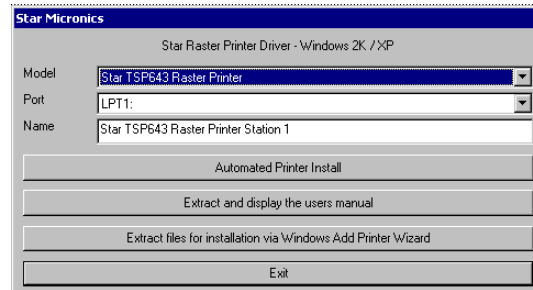 Star Micronics
Star Raster Printer Driver - Windows 2K / XP
Model Star TSP643 Raster Printer
Port LPT1:
Name Star TSP643 Raster Printer Station 1
Automated Printer Install
Extract and display the users manual
Extract files for installation via Windows Add Printer Wizard
Exit